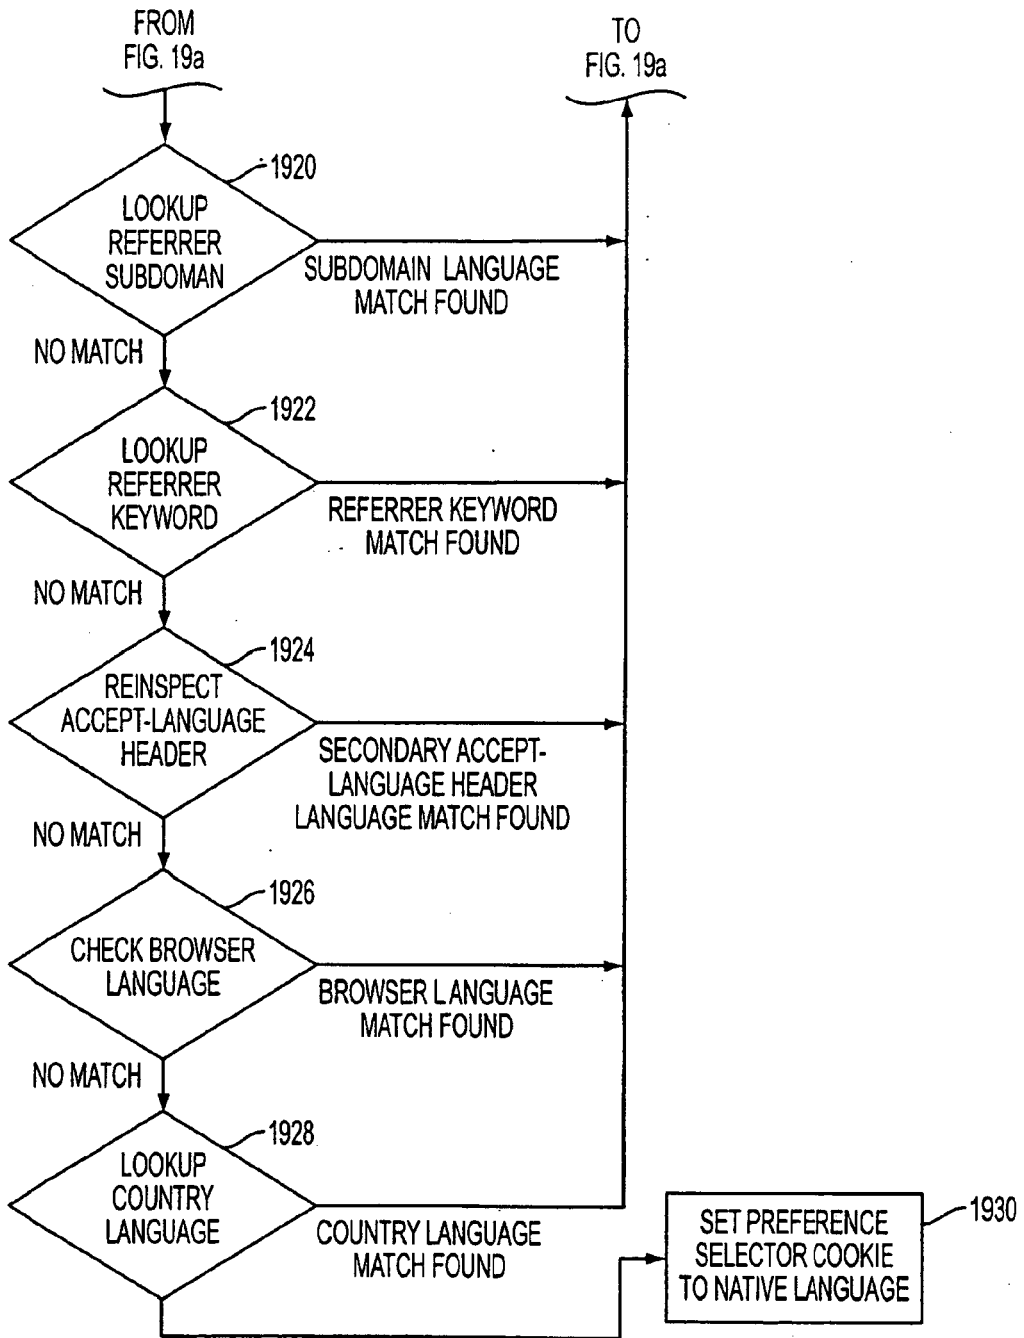 FROM
FIG. 19a
TO
FIG. 19a
1920
LOOKUP
REFERRER
SUBDOMAN
SUBDOMAIN LANGUAGE
MATCH FOUND
NO MATCH
1922
LOOKUP
REFERRER
KEYWORD
REFERRER KEYWORD
MATCH FOUND
NO MATCH
1924
REINSPECT
ACCEPT-LANGUAGE
HEADER
SECONDARY ACCEPT-
LANGUAGE HEADER
LANGUAGE MATCH FOUND
NO MATCH
1926
CHECK BROWSER
LANGUAGE
BROWSER LANGUAGE
MATCH FOUND
NO MATCH
1928
LOOKUP
COUNTRY
LANGUAGE
COUNTRY LANGUAGE
MATCH FOUND
1930
SET PREFERENCE
SELECTOR COOKIE
TO NATIVE LANGUAGE